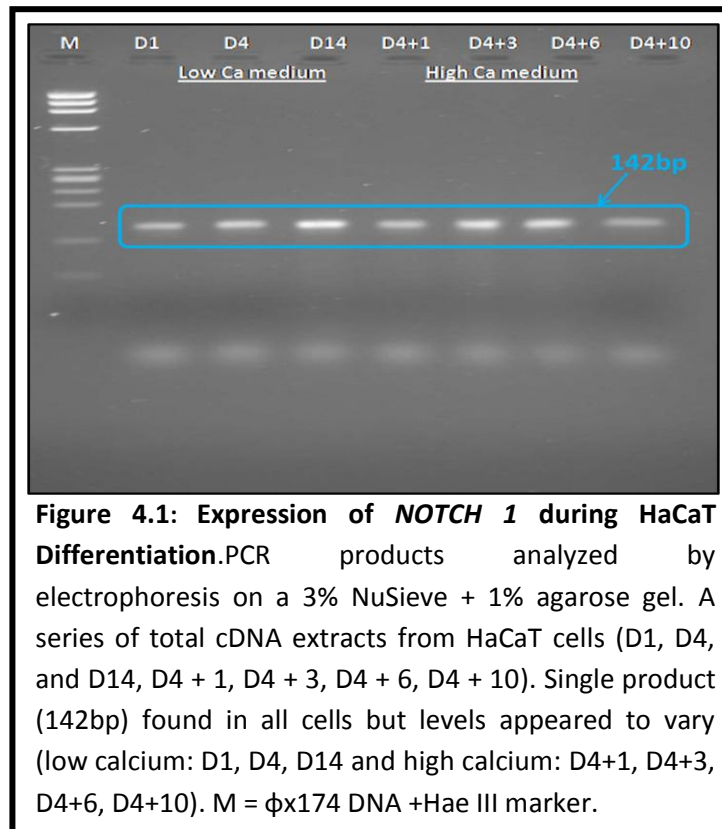 M D1 D4 D14 D4+1 D4+3 D4+6 D4+10
Low Ca medium High Ca medium
142bp
Figure 4.1: Expression of NOTCH 1 during HaCaT
Differentiation.PCR products analyzed by
electrophoresis on a 3% NuSieve + 1% agarose gel. A
series of total cDNA extracts from HaCaT cells (D1, D4,
and D14, D4 + 1, D4 + 3, D4 + 6, D4 + 10). Single product
(142bp) found in all cells but levels appeared to vary
(low calcium: D1, D4, D14 and high calcium: D4+1, D4+3,
D4+6, D4+10). M = ϕx174 DNA +Hae III marker.